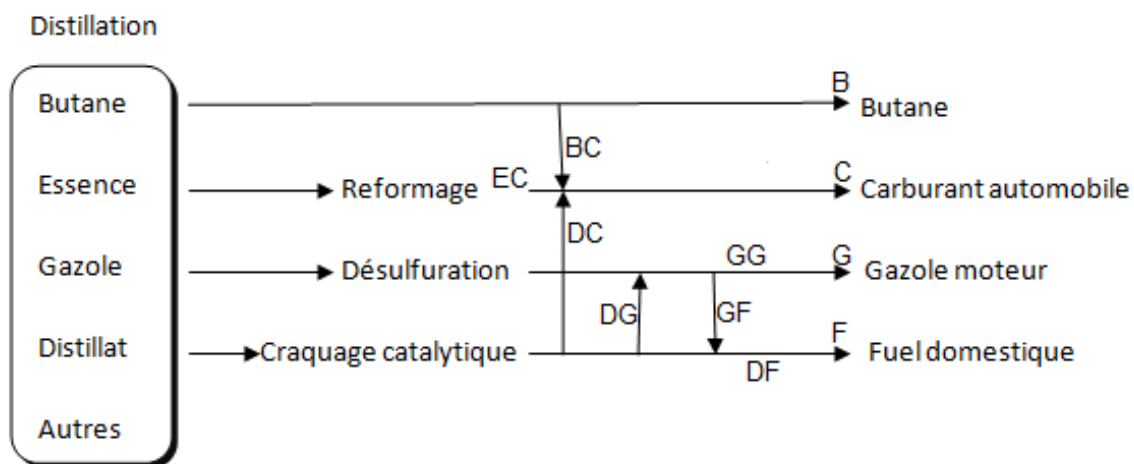 Distillation
Butane
B
Butane
BC
Essence
Reformage
EC
C
Carburant automobile
DC
Gazole
Désulfuration
GG
G
Gazole moteur
DG
GF
Distillat
Craquage catalytique
F
Fuel domestique
DF
Autres